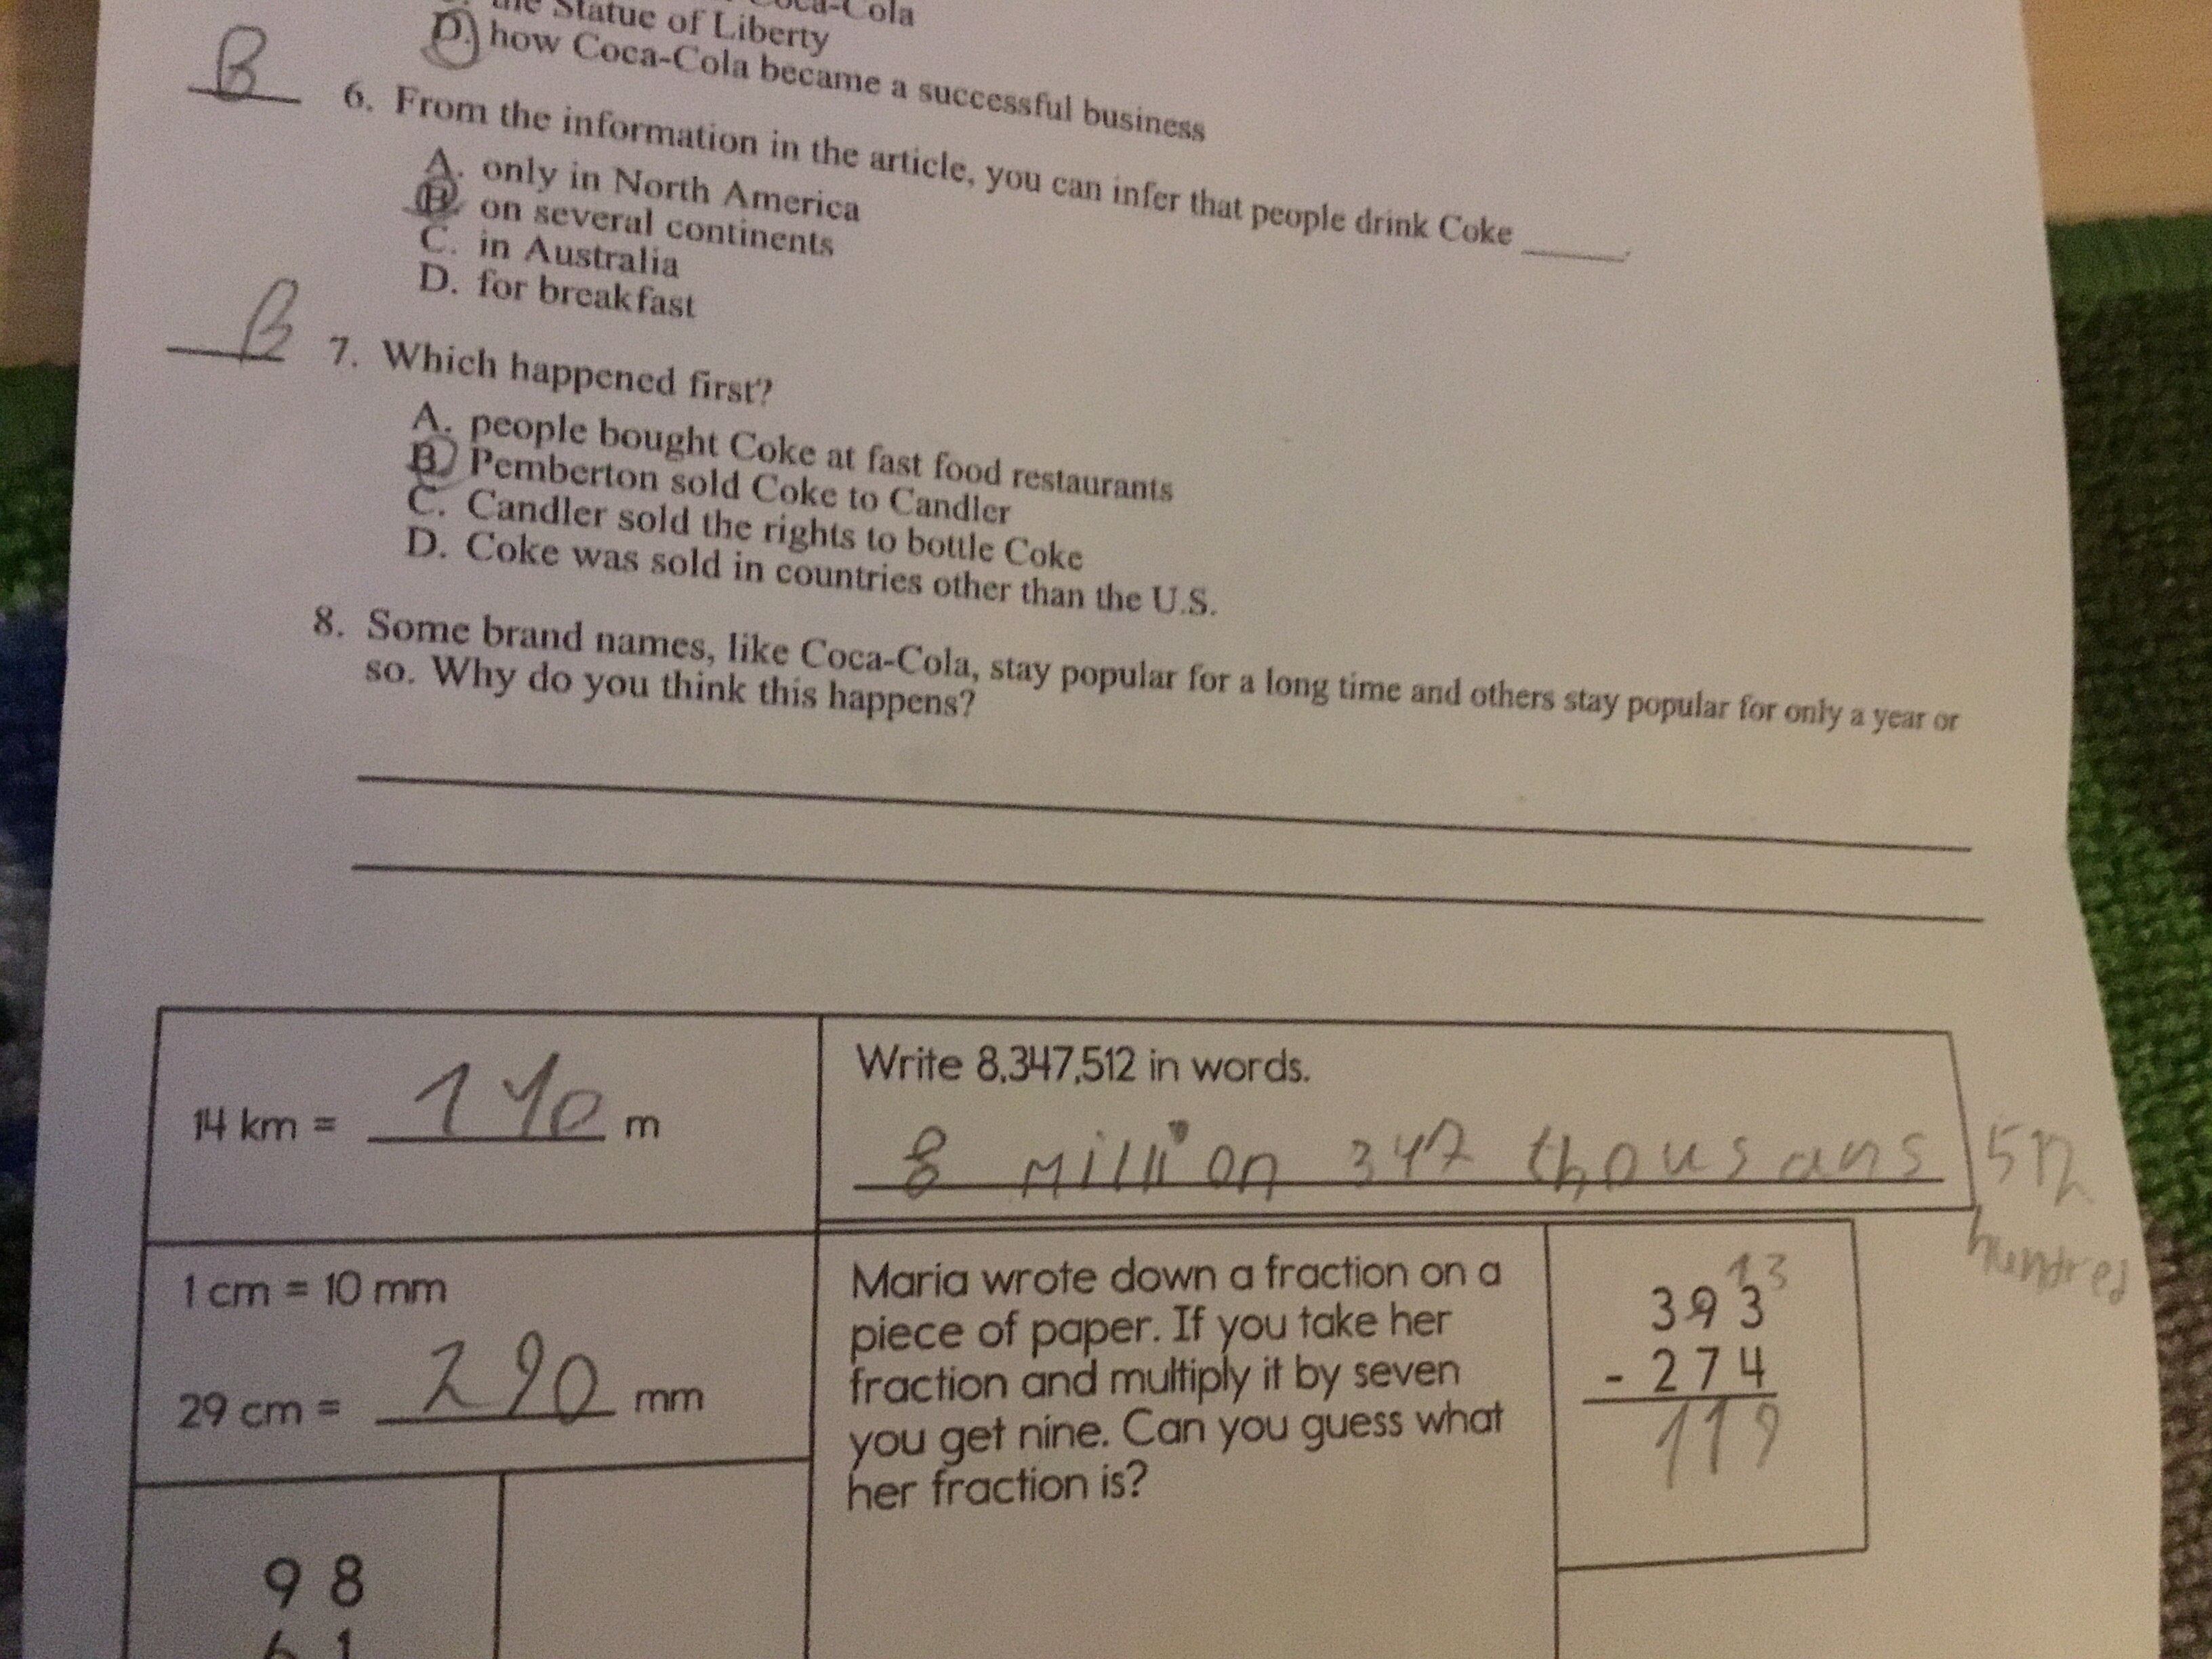 Coca-Cola
the Statue of Liberty
D. how Coca-Cola became a successful business
B
6. From the information in the article, you can infer that people drink Coke ______.
A. only in North America
B. on several continents
C. in Australia
D. for breakfast
B
7. Which happened first?
A. people bought Coke at fast food restaurants
B. Pemberton sold Coke to Candler
C. Candler sold the rights to bottle Coke
D. Coke was sold in countries other than the U.S.
8. Some brand names, like Coca-Cola, stay popular for a long time and others stay popular for only a year or
so. Why do you think this happens?
14 km = 140 m
Write 8,347,512 in words.
8 million 347 thousans 512
hundred
1 cm = 10 mm
29 cm = 290 mm
Maria wrote down a fraction on a
piece of paper. If you take her
fraction and multiply it by seven
you get nine. Can you guess what
her fraction is?
13
393
- 274
119
98
61